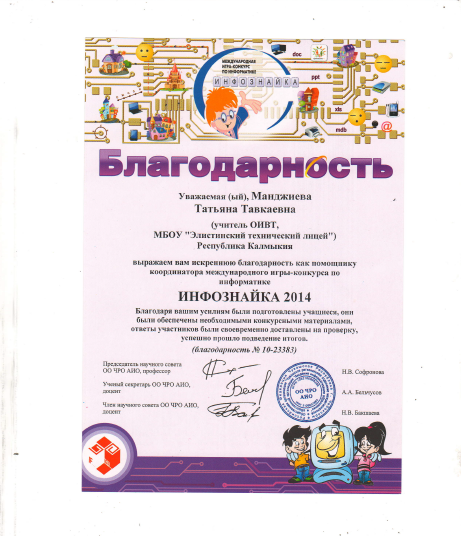 МЕЖДУНАРОДНАЯ
ИГРА-КОНКУРС
ПО ИНФОРМАТИКЕ
ИНФОЗНАЙКА
doc
ppt
xls
mdb
@
Благодарность
Уважаемая (ый), Манджиева
Татьяна Тавкаевна
(учитель ОИВТ,
МБОУ "Элистинский технический лицей")
Республика Калмыкия
выражаем вам искреннюю благодарность как помощнику
координатора международного игры-конкурса по
информатике
ИНФОЗНАЙКА 2014
Благодаря вашим усилиям были подготовлены учащиеся, они
были обеспечены необходимыми конкурсными материалами,
ответы участников были своевременно доставлены на проверку,
успешно прошло подведение итогов.
(благодарность № 10-23383)
Председатель научного совета
ОО ЧРО АИО, профессор
Н.В. Софронова
Ученый секретарь ОО ЧРО АИО,
доцент
А.А. Бельчусов
Член научного совета ОО ЧРО АИО,
доцент
Н.В. Бакшаева
ОО ЧРО
АИО